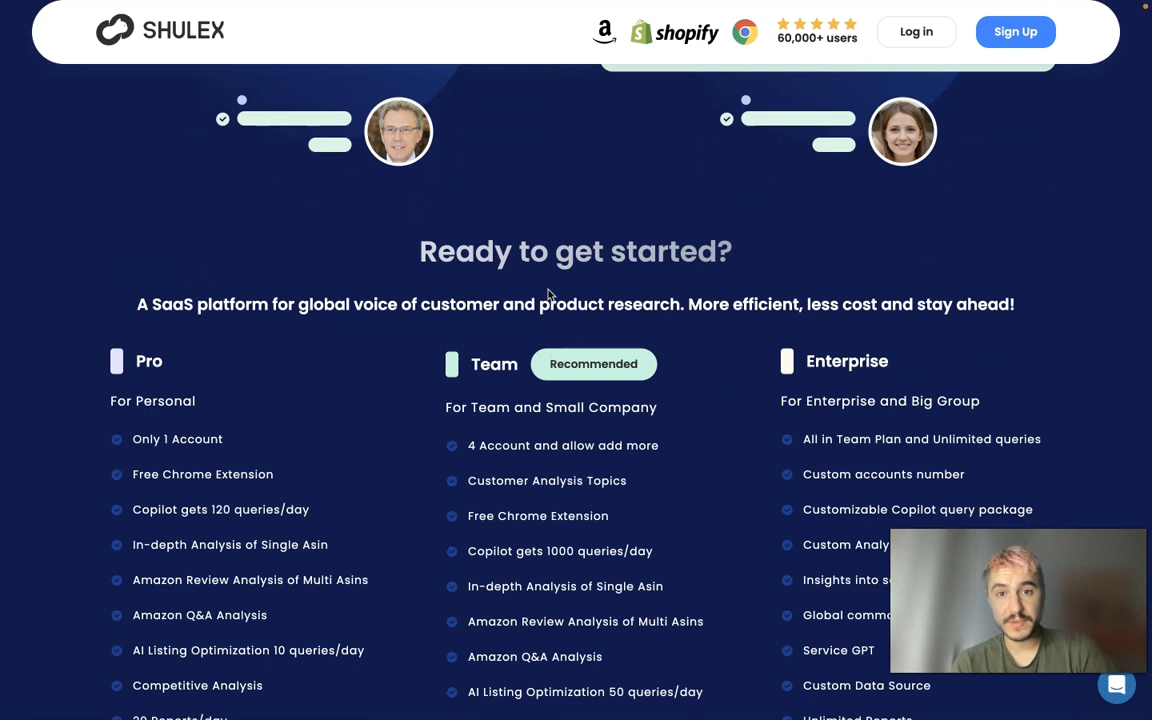 SHULEX
a
shopify
60,000+ users
Log in
Sign Up
Ready to get started?
A SaaS platform for global voice of customer and product research. More efficient, less cost and stay ahead!
Pro
For Personal
Only 1 Account
Free Chrome Extension
Copilot gets 120 queries/day
In-depth Analysis of Single Asin
Amazon Review Analysis of Multi Asins
Amazon Q&A Analysis
AI Listing Optimization 10 queries/day
Competitive Analysis
20 Reports/day
Team
Recommended
For Team and Small Company
4 Account and allow add more
Customer Analysis Topics
Free Chrome Extension
Copilot gets 1000 queries/day
In-depth Analysis of Single Asin
Amazon Review Analysis of Multi Asins
Amazon Q&A Analysis
AI Listing Optimization 50 queries/day
Enterprise
For Enterprise and Big Group
All in Team Plan and Unlimited queries
Custom accounts number
Customizable Copilot query package
Custom
Insights into
Global
Service GPT
Custom Data Source
Unlimited Reports